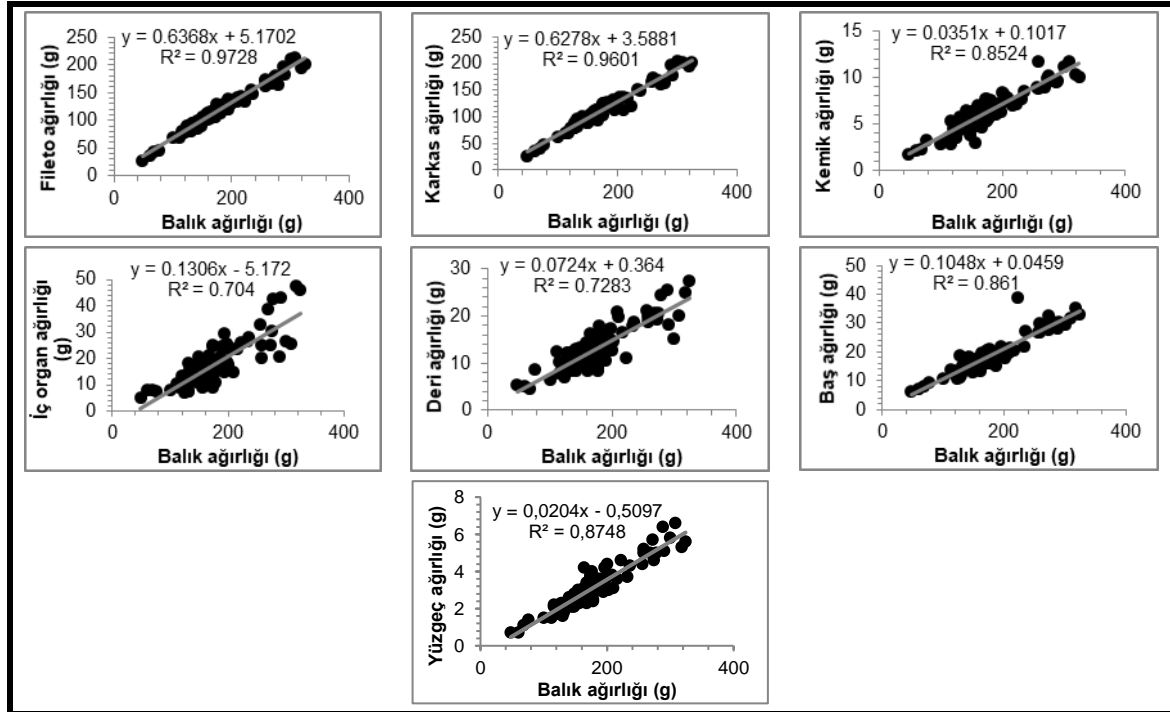 y = 0.6368x + 5.1702
R² = 0.9728
Fileto ağırlığı (g)
250
200
150
100
50
0
0 200 400
Balık ağırlığı (g)
y = 0.6278x + 3.5881
R² = 0.9601
Karkas ağırlığı (g)
250
200
150
100
50
0
0 200 400
Balık ağırlığı (g)
y = 0.0351x + 0.1017
R² = 0.8524
Kemik ağırlığı (g)
15
10
5
0
0 200 400
Balık ağırlığı (g)
y = 0.1306x - 5.172
R² = 0.704
İç organ ağırlığı
(g)
50
40
30
20
10
0
0 200 400
Balık ağırlığı (g)
y = 0.0724x + 0.364
R² = 0.7283
Deri ağırlığı (g)
30
20
10
0
0 200 400
Balık ağırlığı (g)
y = 0.1048x + 0.0459
R² = 0.861
Baş ağırlığı (g)
50
40
30
20
10
0
0 200 400
Balık ağırlığı (g)
y = 0,0204x - 0,5097
R² = 0,8748
Yüzgeç ağırlığı (g)
8
6
4
2
0
0 200 400
Balık ağırlığı (g)